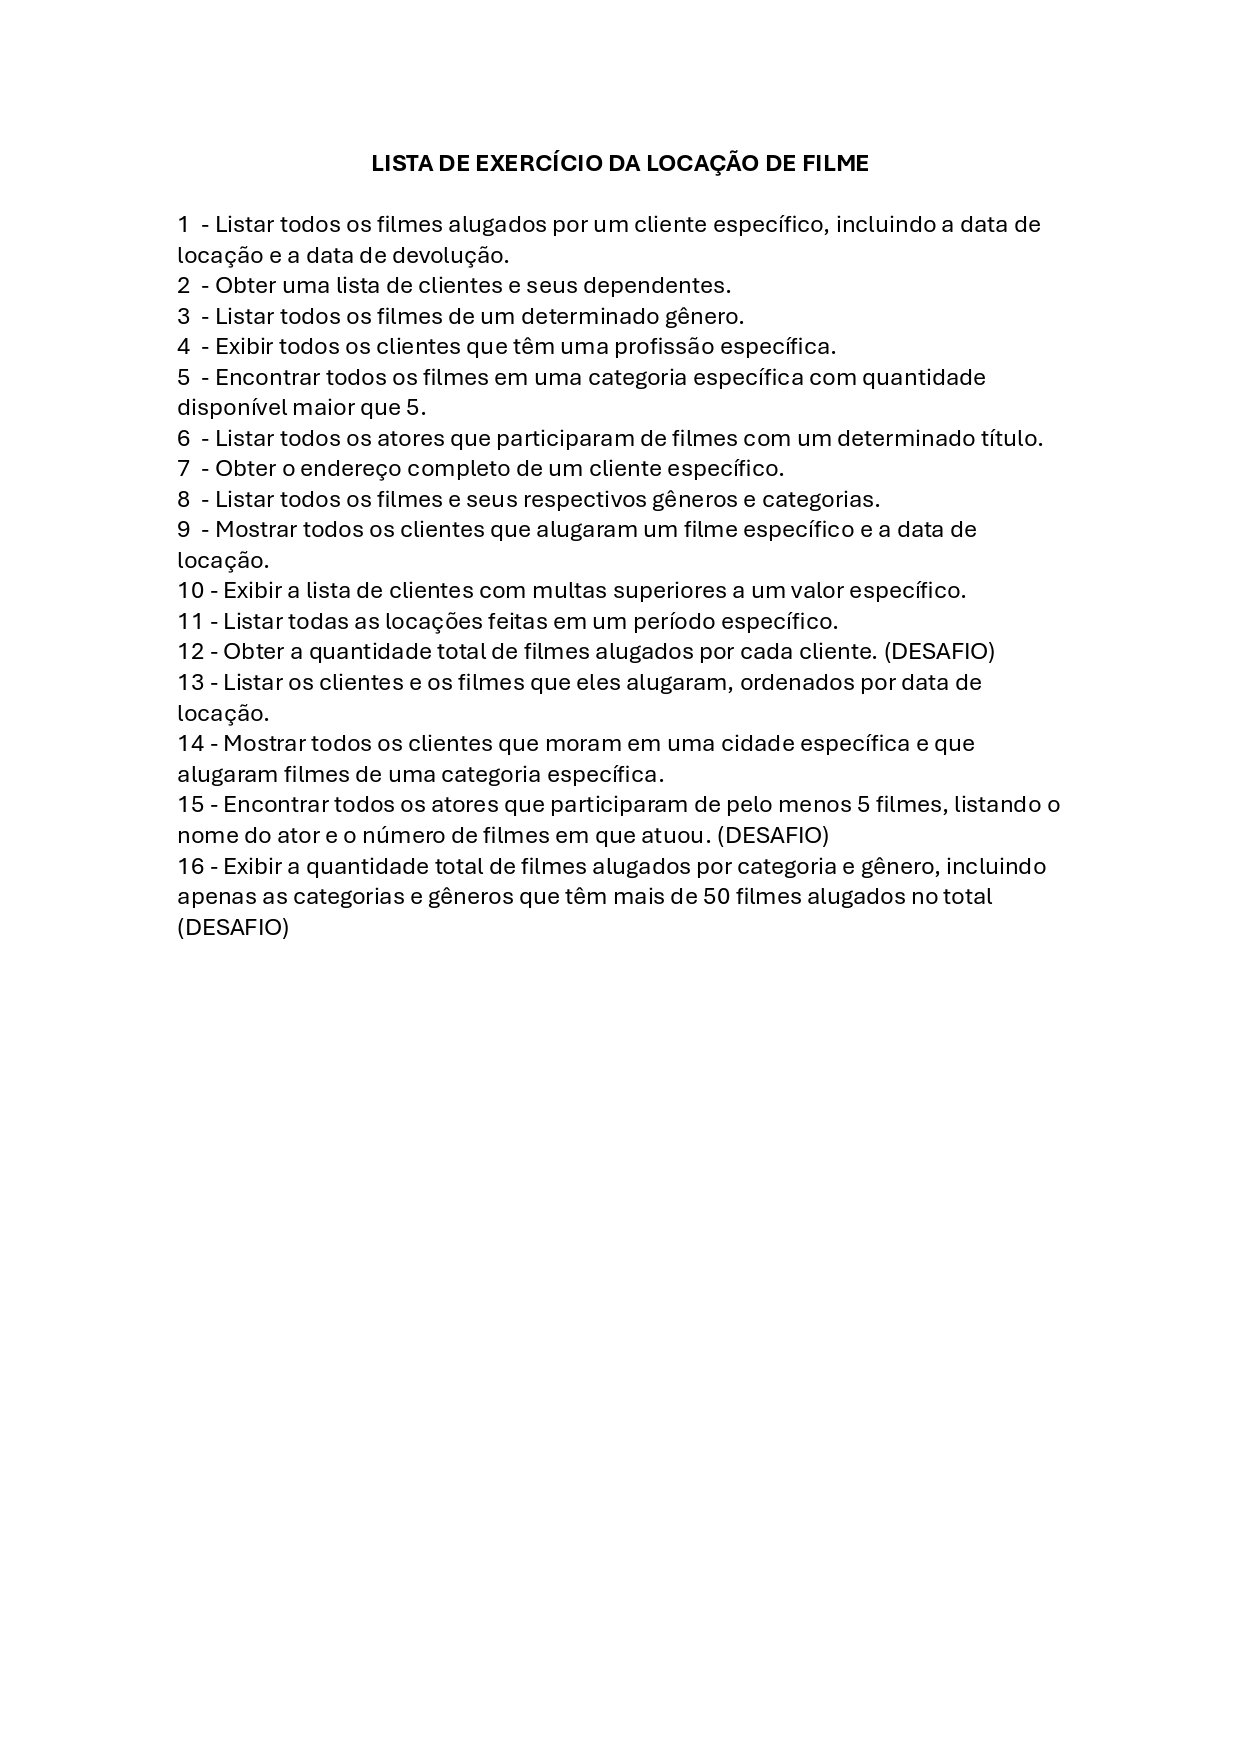 LISTA DE EXERCÍCIO DA LOCAÇÃO DE FILME
1 - Listar todos os filmes alugados por um cliente específico, incluindo a data de
locação e a data de devolução.
2 - Obter uma lista de clientes e seus dependentes.
3 - Listar todos os filmes de um determinado gênero.
4 - Exibir todos os clientes que têm uma profissão específica.
5 - Encontrar todos os filmes em uma categoria específica com quantidade
disponível maior que 5.
6 - Listar todos os atores que participaram de filmes com um determinado título.
7 - Obter o endereço completo de um cliente específico.
8 - Listar todos os filmes e seus respectivos gêneros e categorias.
9 - Mostrar todos os clientes que alugaram um filme específico e a data de
locação.
10 - Exibir a lista de clientes com multas superiores a um valor específico.
11 - Listar todas as locações feitas em um período específico.
12 - Obter a quantidade total de filmes alugados por cada cliente. (DESAFIO)
13 - Listar os clientes e os filmes que eles alugaram, ordenados por data de
locação.
14 - Mostrar todos os clientes que moram em uma cidade específica e que
alugaram filmes de uma categoria específica.
15 - Encontrar todos os atores que participaram de pelo menos 5 filmes, listando o
nome do ator e o número de filmes em que atuou. (DESAFIO)
16 - Exibir a quantidade total de filmes alugados por categoria e gênero, incluindo
apenas as categorias e gêneros que têm mais de 50 filmes alugados no total
(DESAFIO)